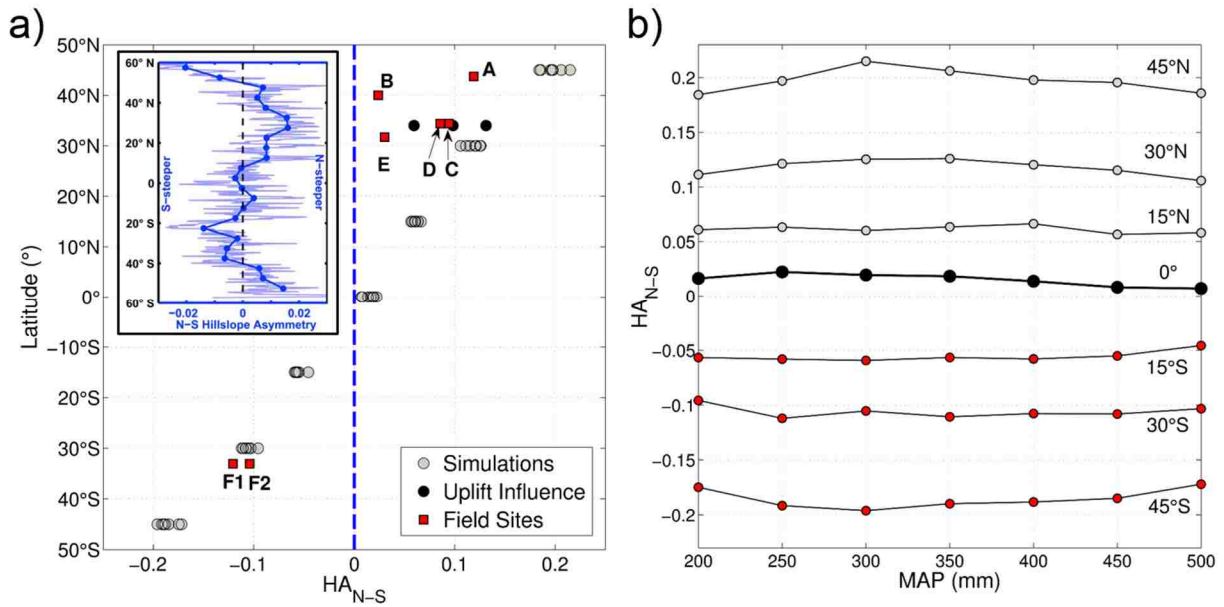 a)
50°N
40°N
30°N
20°N
10°N
0°
−10°S
20°S
30°S
40°S
50°S
Latitude (°)
−0.2
−0.1
0
0.1
0.2
HA N−S
60° N
40° N
20° N
0
20° S
40° S
60° S
S−steeper
N−steeper
−0.02
0
0.02
N−S Hillslope Asymmetry
A
B
C
D
E
F1 F2
Simulations
Uplift Influence
Field Sites
b)
0.2
0.15
0.1
0.05
0
−0.05
−0.1
−0.15
−0.2
HA N−S
45°N
30°N
15°N
0°
15°S
30°S
45°S
200
250
300
350
400
450
500
MAP (mm)